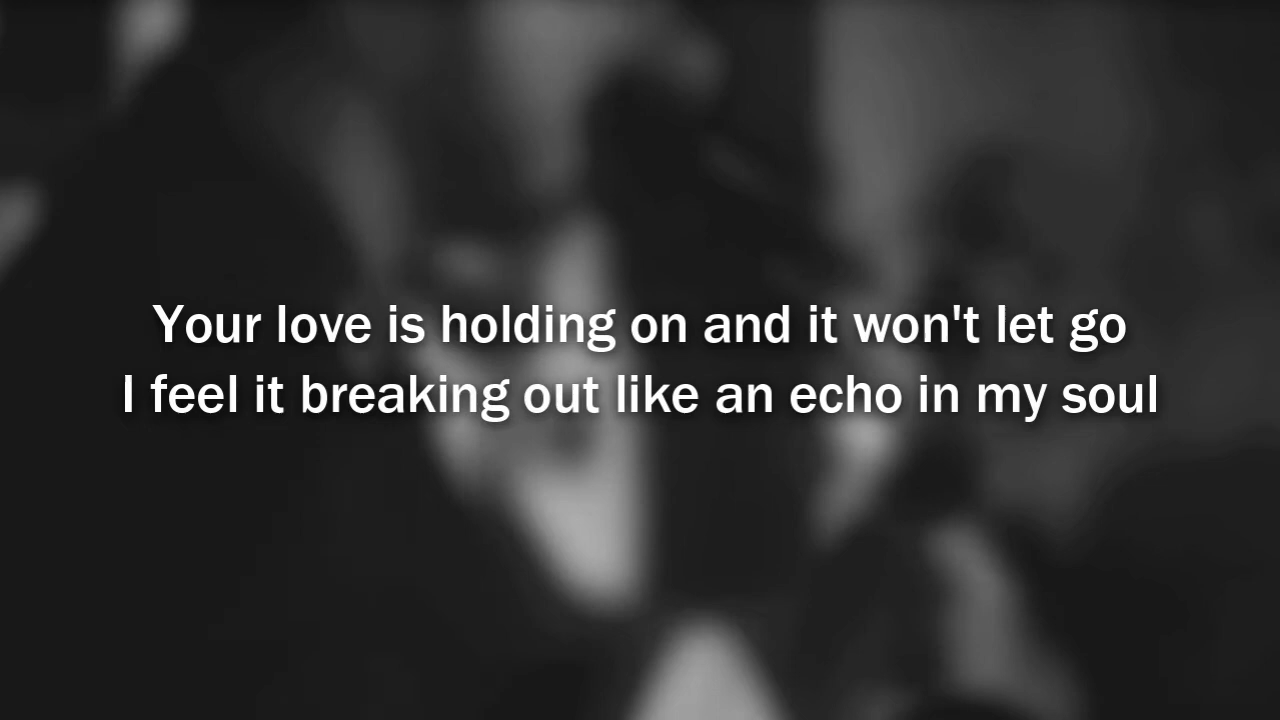 Your love is holding on and it won't let go
I feel it breaking out like an echo in my soul